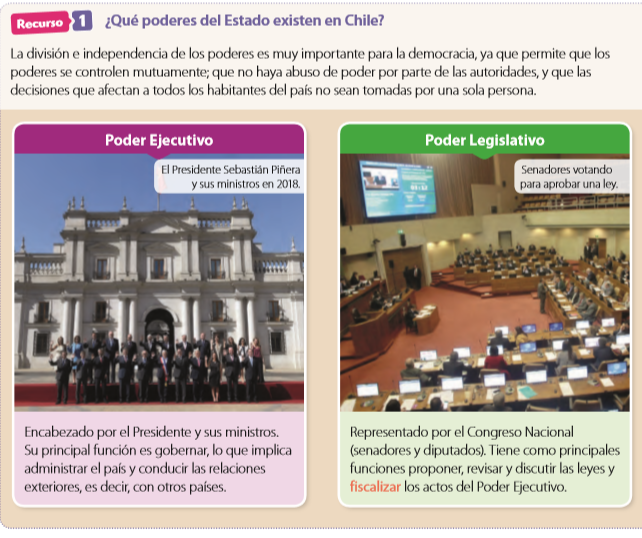 Recurso 1 ¿Qué poderes del Estado existen en Chile?
La división e independencia de los poderes es muy importante para la democracia, ya que permite que los
poderes se controlen mutuamente; que no haya abuso de poder por parte de las autoridades, y que las
decisiones que afectan a todos los habitantes del país no sean tomadas por una sola persona.
Poder Ejecutivo
El Presidente Sebastián Piñera
y sus ministros en 2018.
Encabezado por el Presidente y sus ministros.
Su principal función es gobernar, lo que implica
administrar el país y conducir las relaciones
exteriores, es decir, con otros países.
Poder Legislativo
Senadores votando
para aprobar una ley.
Representado por el Congreso Nacional
(senadores y diputados). Tiene como principales
funciones proponer, revisar y discutir las leyes y
fiscalizar los actos del Poder Ejecutivo.